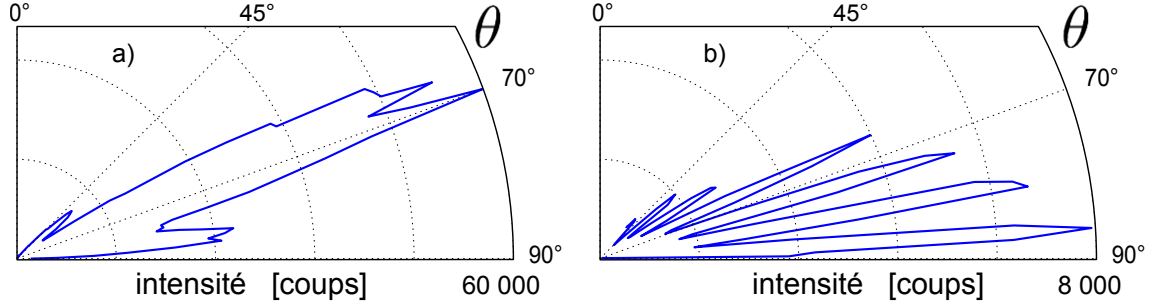 0° 45° θ
a)
70°
90°
intensité [coups] 60 000
0° 45° θ
b)
70°
90°
intensité [coups] 8 000